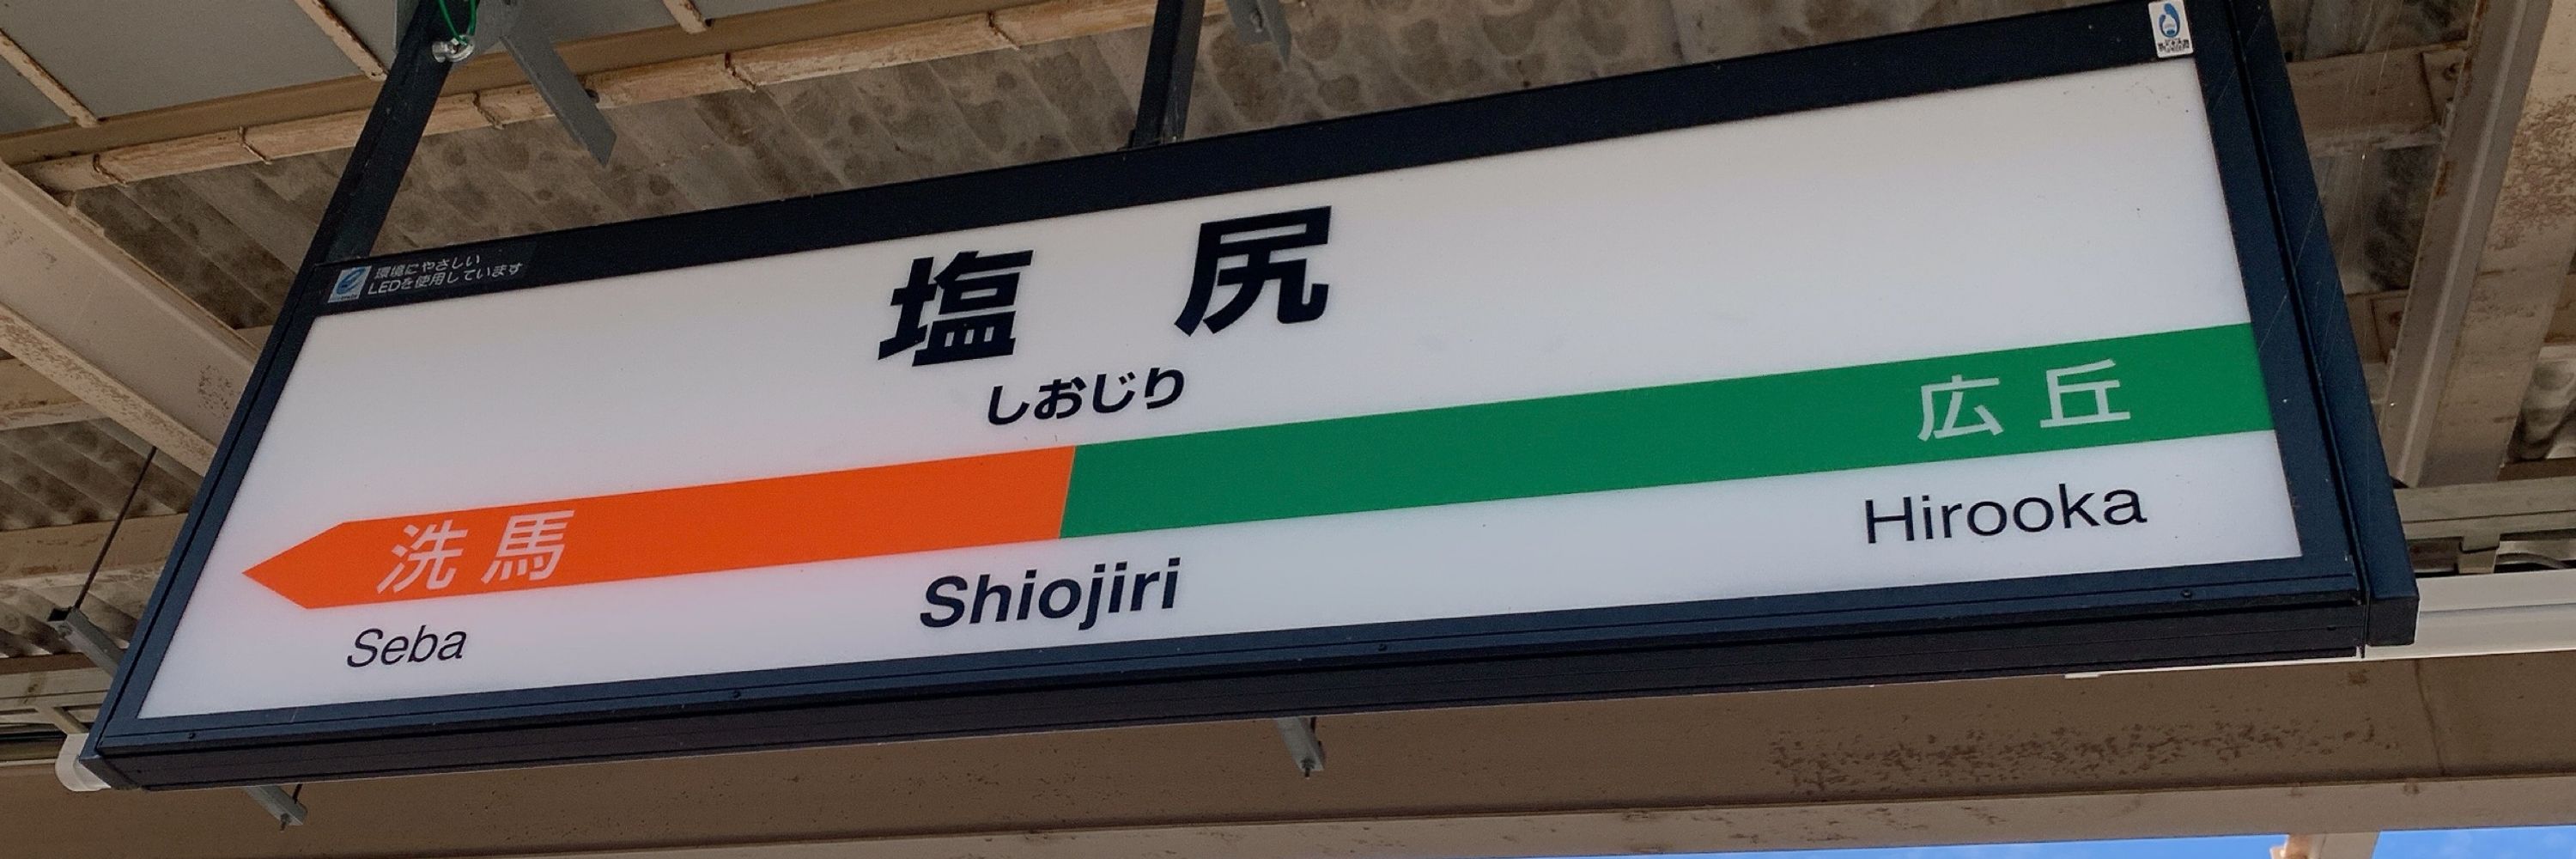 環境にやさしい
LEDを使用しています
塩尻
しおじり
洗馬
広丘
Seba
Shiojiri
Hirooka